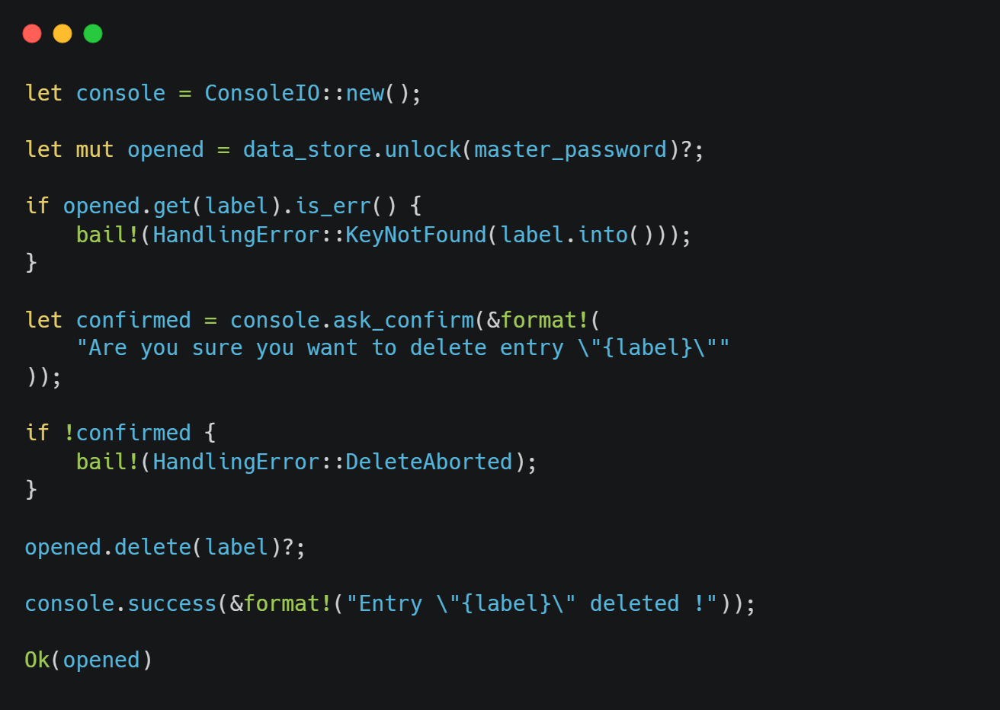 let console = ConsoleIO::new();
let mut opened = data_store.unlock(master_password)?;
if opened.get(label).is_err() {
    bail!(HandlingError::KeyNotFound(label.into()));
}
let confirmed = console.ask_confirm(&format!(
    "Are you sure you want to delete entry \"{label}\""
));
if !confirmed {
    bail!(HandlingError::DeleteAborted);
}
opened.delete(label)?;
console.success(&format!("Entry \"{label}\" deleted !"));
Ok(opened)